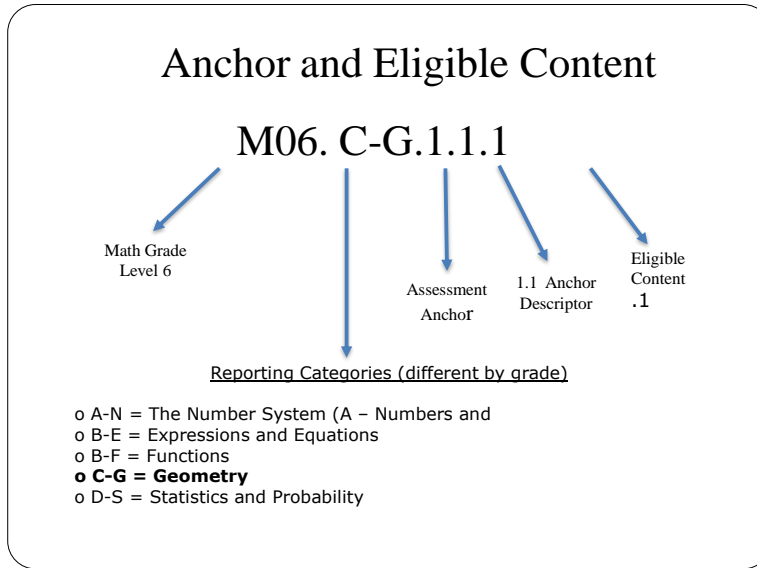 Anchor and Eligible Content
M06. C-G.1.1.1
Math Grade
Level 6
Assessment
Anchor
1.1 Anchor
Descriptor
Eligible
Content
.1
Reporting Categories (different by grade)
o A-N = The Number System (A – Numbers and
o B-E = Expressions and Equations
o B-F = Functions
o C-G = Geometry
o D-S = Statistics and Probability